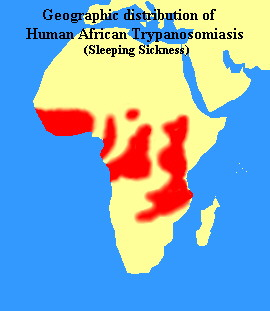 Geographic distribution of
Human African Trypanosomiasis
(Sleeping Sickness)